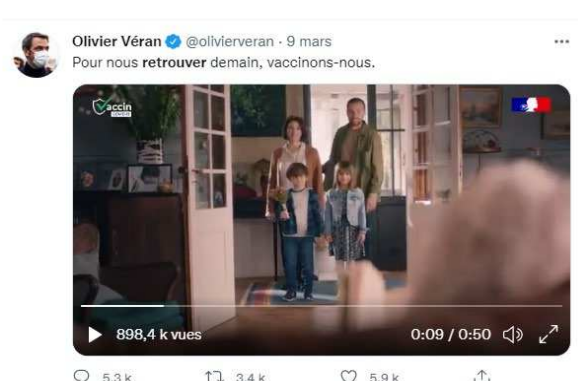 Olivier Véran @olivierveran · 9 mars
Pour nous retrouver demain, vaccinons-nous.
Vaccin
898,4 k vues
0:09 / 0:50
5,3 k 3,4 k 5,9 k